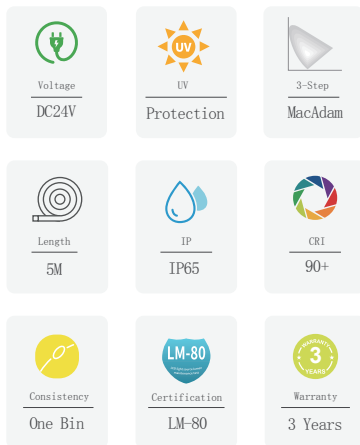 UV
Voltage
UV
3-Step
DC24V
Protection
MacAdam
Length
IP
CRI
5M
IP65
90+
LM-80
WARRANTY
3
YEARS
Consistency
Certification
Warranty
One Bin
LM-80
3 Years